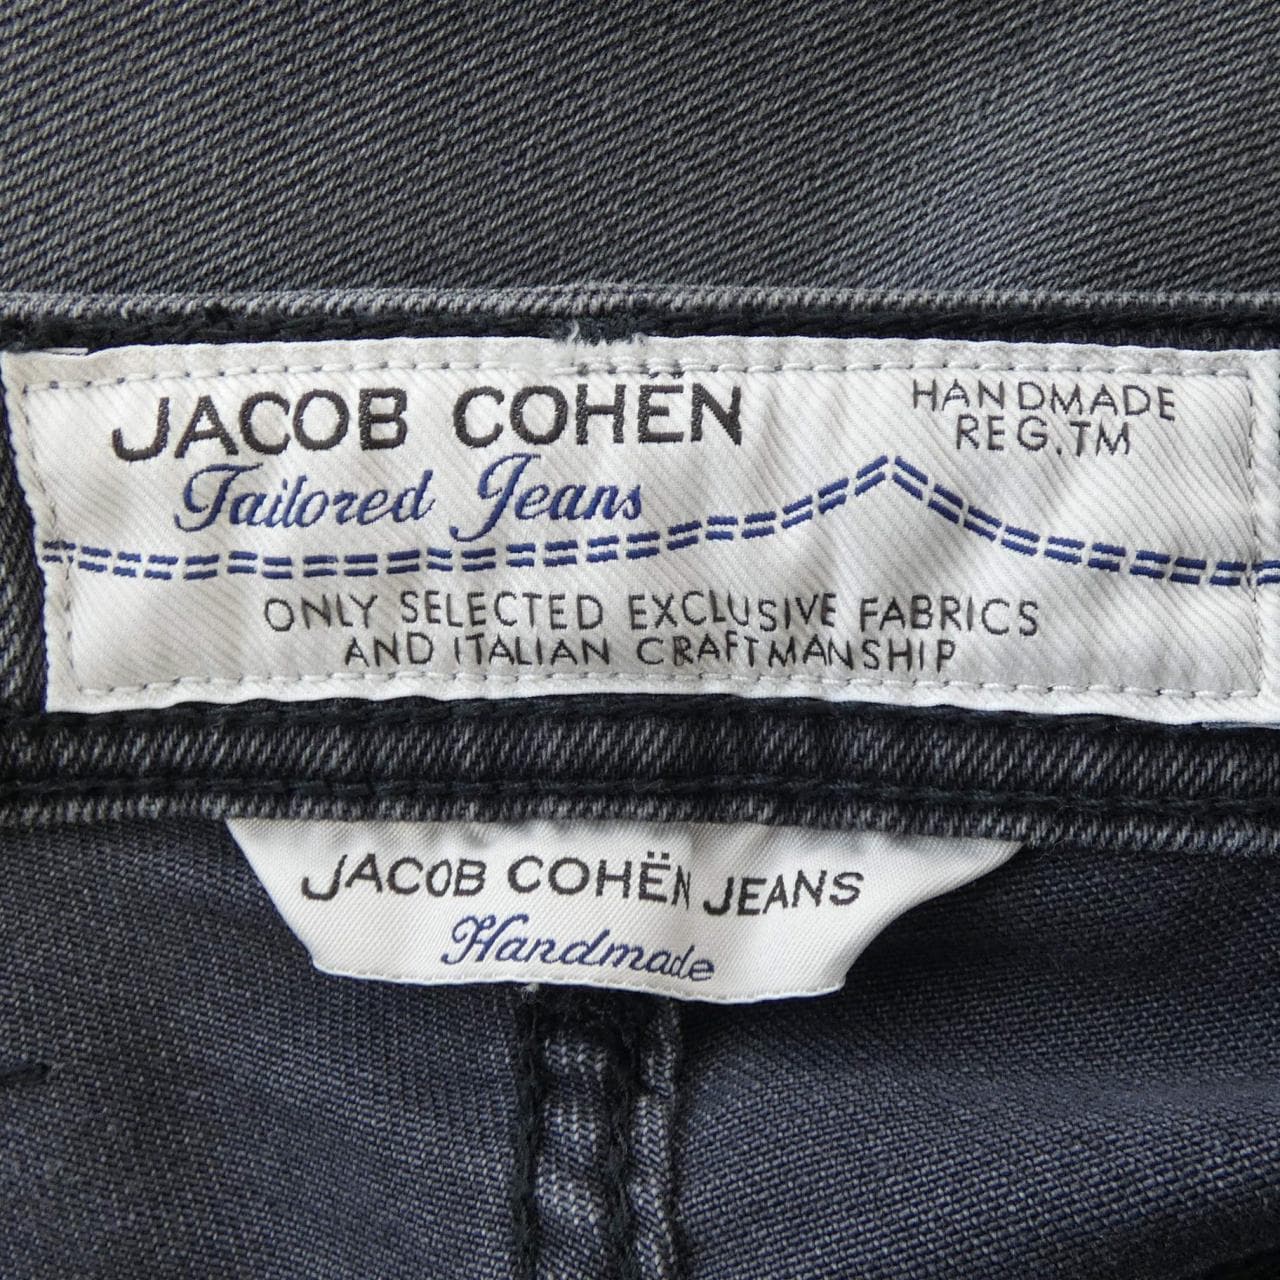 JACOB COHËN
HANDMADE
REG.TM
Tailored Jeans
ONLY SELECTED EXCLUSIVE FABRICS
AND ITALIAN CRAFTMANSHIP
JACOB COHËN JEANS
Handmade